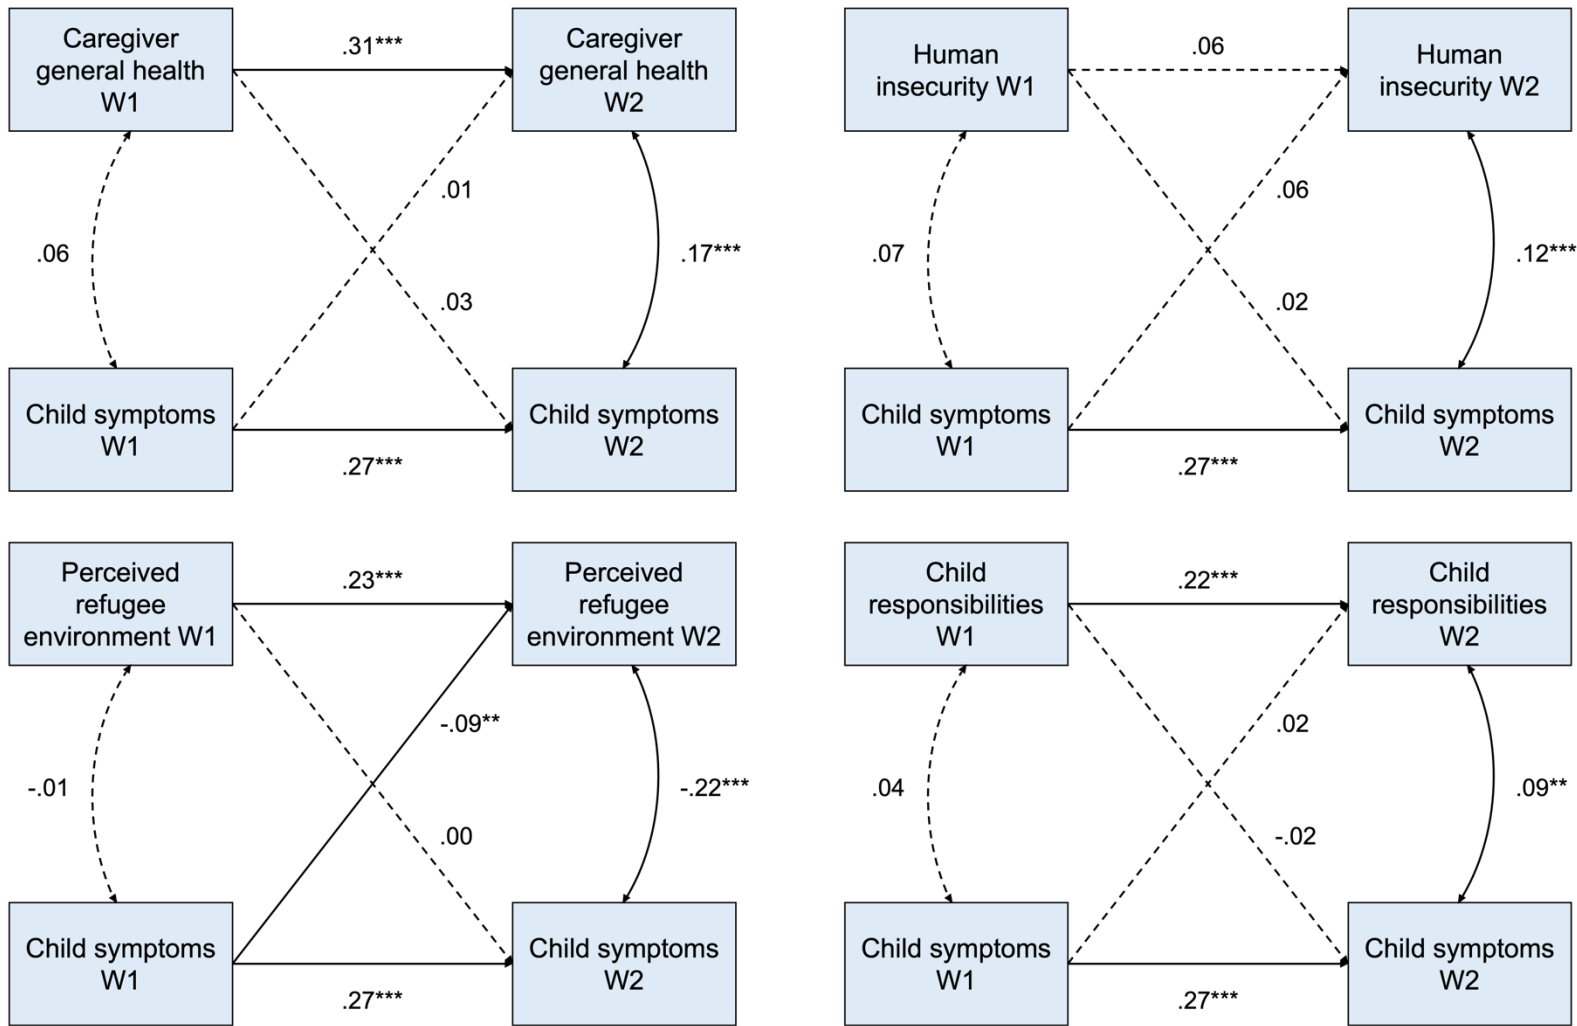 Caregiver
general health
W1
.31***
Caregiver
general health
W2
.01
.06
.17***
.03
Child symptoms
W1
.27***
Child symptoms
W2
Human
insecurity W1
.06
Human
insecurity W2
.06
.07
.12***
.02
Child symptoms
W1
.27***
Child symptoms
W2
Perceived
refugee
environment W1
.23***
Perceived
refugee
environment W2
-.09**
-.01
-.22***
.00
Child symptoms
W1
.27***
Child symptoms
W2
Child
responsibilities
W1
.22***
Child
responsibilities
W2
.02
.04
.09**
-.02
Child symptoms
W1
.27***
Child symptoms
W2